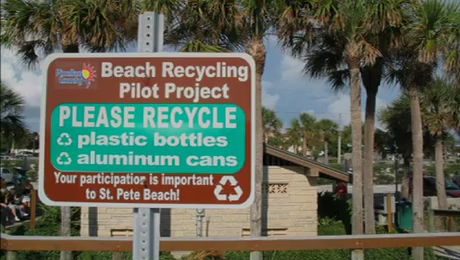 Beach Recycling
Pilot Project
PLEASE RECYCLE
plastic bottles
aluminum cans
Your participation is important
to St. Pete Beach!